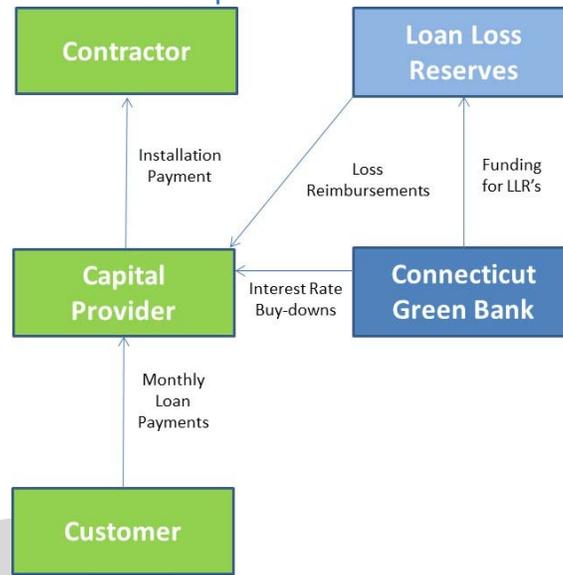 Contractor
Loan Loss
Reserves
Installation
Payment
Loss
Reimbursements
Funding
for LLR's
Capital
Provider
Interest Rate
Buy-downs
Connecticut
Green Bank
Monthly
Loan
Payments
Customer